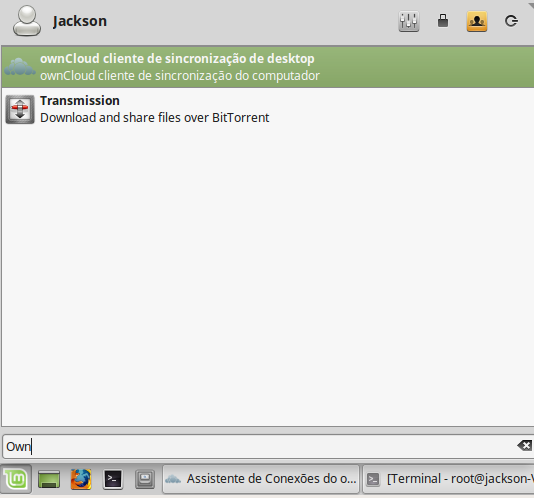 Jackson
ownCloud cliente de sincronização de desktop
ownCloud cliente de sincronização do computador
Transmission
Download and share files over BitTorrent
Own
Assistente de Conexões do o...
[Terminal - root@jackson-V